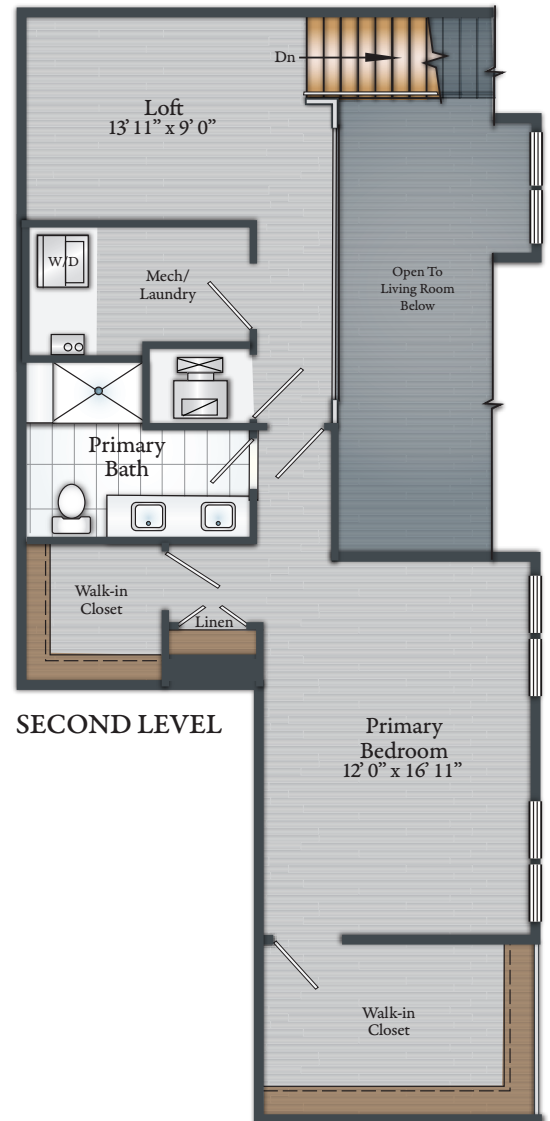 Dn
Loft
13' 11” x 9' 0”
W/D
Mech/
Laundry
Open To
Living Room
Below
Primary
Bath
Walk-in
Closet
Linen
SECOND LEVEL
Primary
Bedroom
12' 0” x 16' 11”
Walk-in
Closet